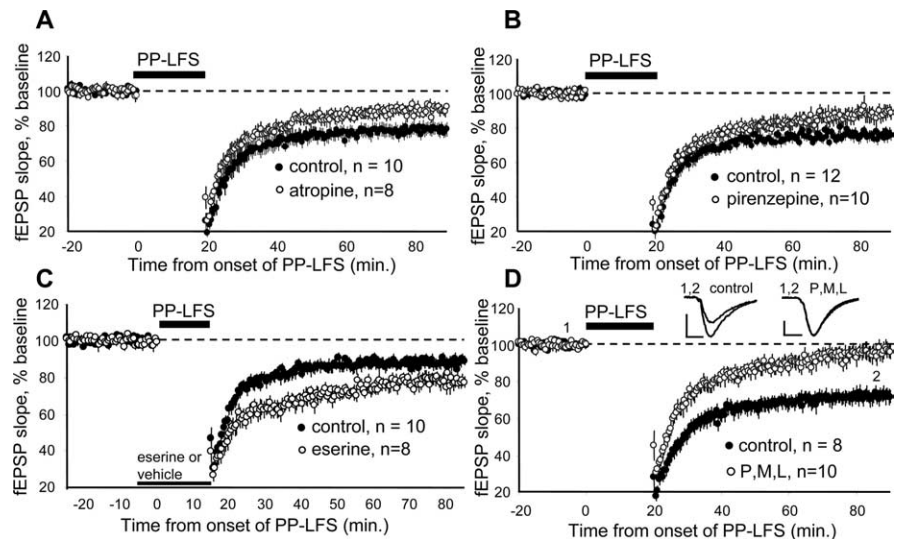 A
PP-LFS
fEPSP slope, % baseline
120
100
80
60
40
20
control, n = 10
atropine, n=8
-20 0 20 40 60 80
Time from onset of PP-LFS (min.)
B
PP-LFS
fEPSP slope, % baseline
120
100
80
60
40
20
control, n = 12
pirenzepine, n=10
-20 0 20 40 60 80
Time from onset of PP-LFS (min.)
C
PP-LFS
fEPSP slope, % baseline
120
100
80
60
40
20
control, n = 10
eserine, n=8
eserine or
vehicle
-20 -10 0 10 20 30 40 50 60 70 80
Time from onset of PP-LFS (min.)
D
1,2 control
1,2 P,M,L
PP-LFS
1
2
fEPSP slope, % baseline
120
100
80
60
40
20
control, n = 8
P,M,L, n=10
-20 0 20 40 60 80
Time from onset of PP-LFS (min.)